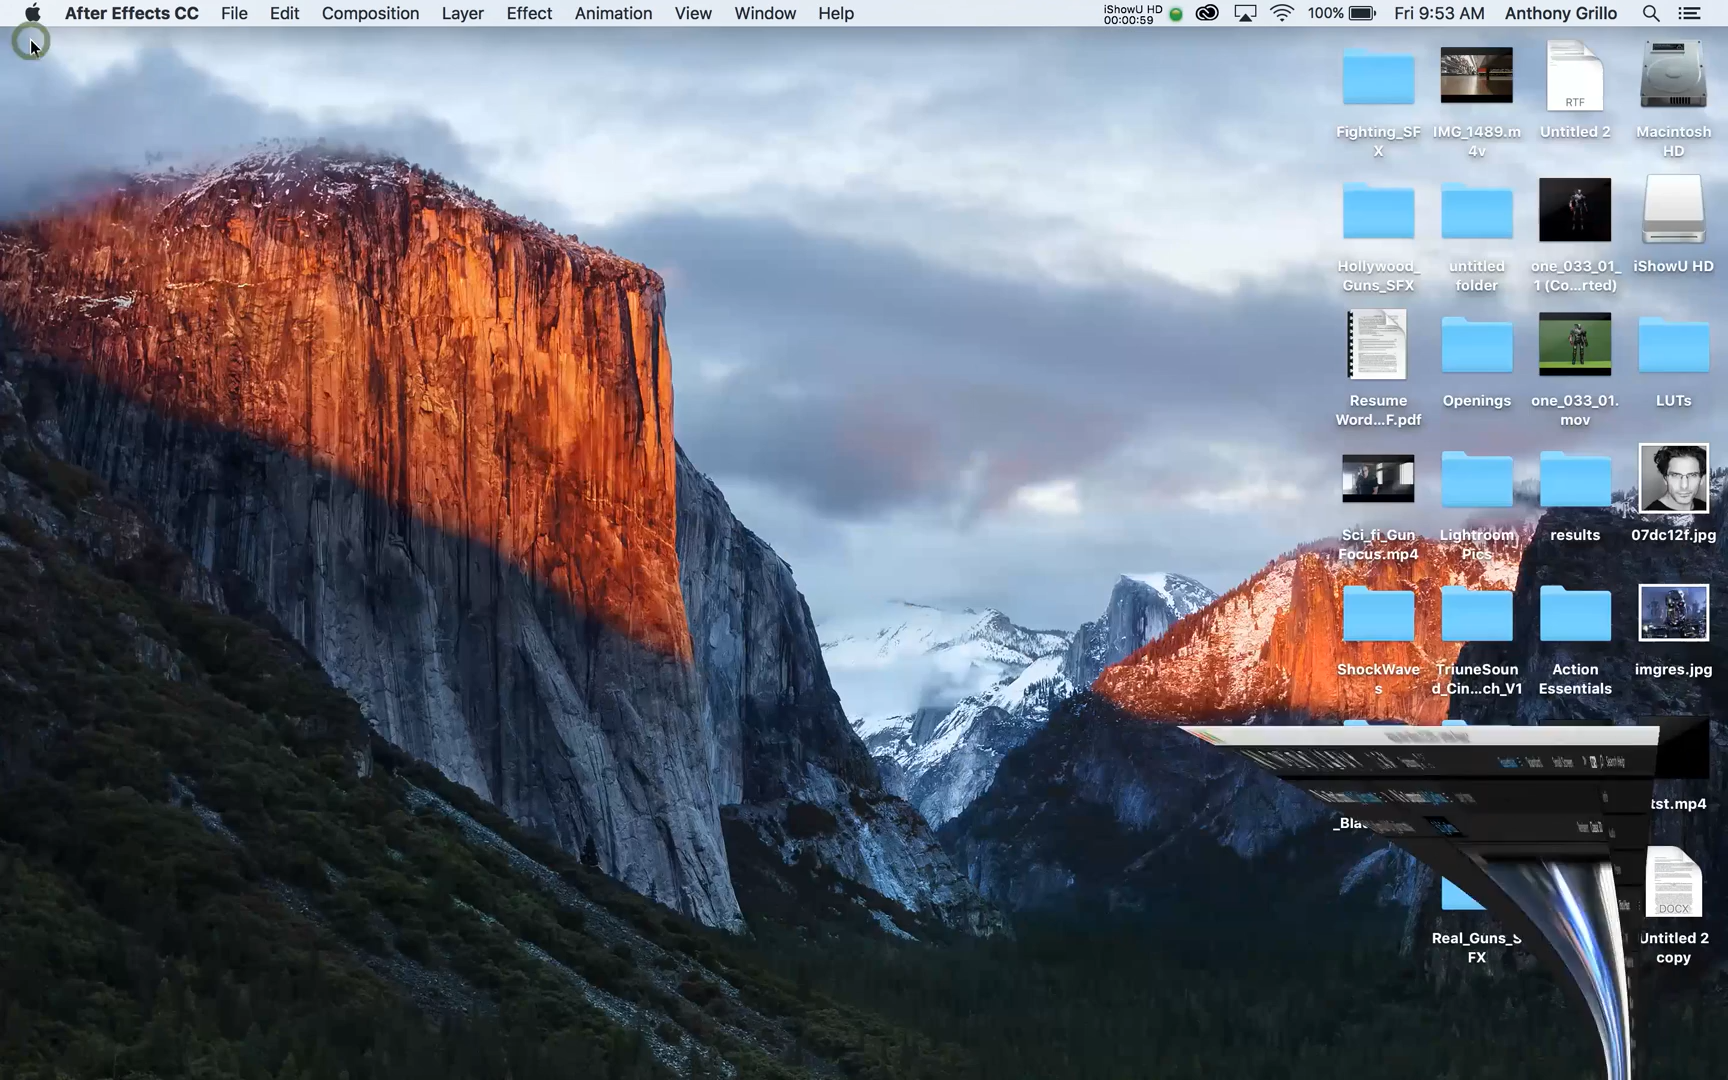 After Effects CC File Edit Composition Layer Effect Animation View Window Help
iShowU HD
00:00:59
100% Fri 9:53 AM Anthony Grillo
Fighting_SF
X
IMG_1489.m
4v
RTF
Untitled 2
Macintosh
HD
Hollywood_
Guns_SFX
untitled
folder
one_033_01_
1 (Co...rted)
iShowU HD
Resume
Word...F.pdf
Openings
one_033_01.
mov
LUTs
Sci_fi_Gun
Focus.mp4
Lightroom
Pics
results
07dc12f.jpg
ShockWave
s
TriuneSoun
d_Cin...ch_V1
Action
Essentials
imgres.jpg
tst.mp4
DOCX
Real_Guns_S
FX
Untitled 2
copy